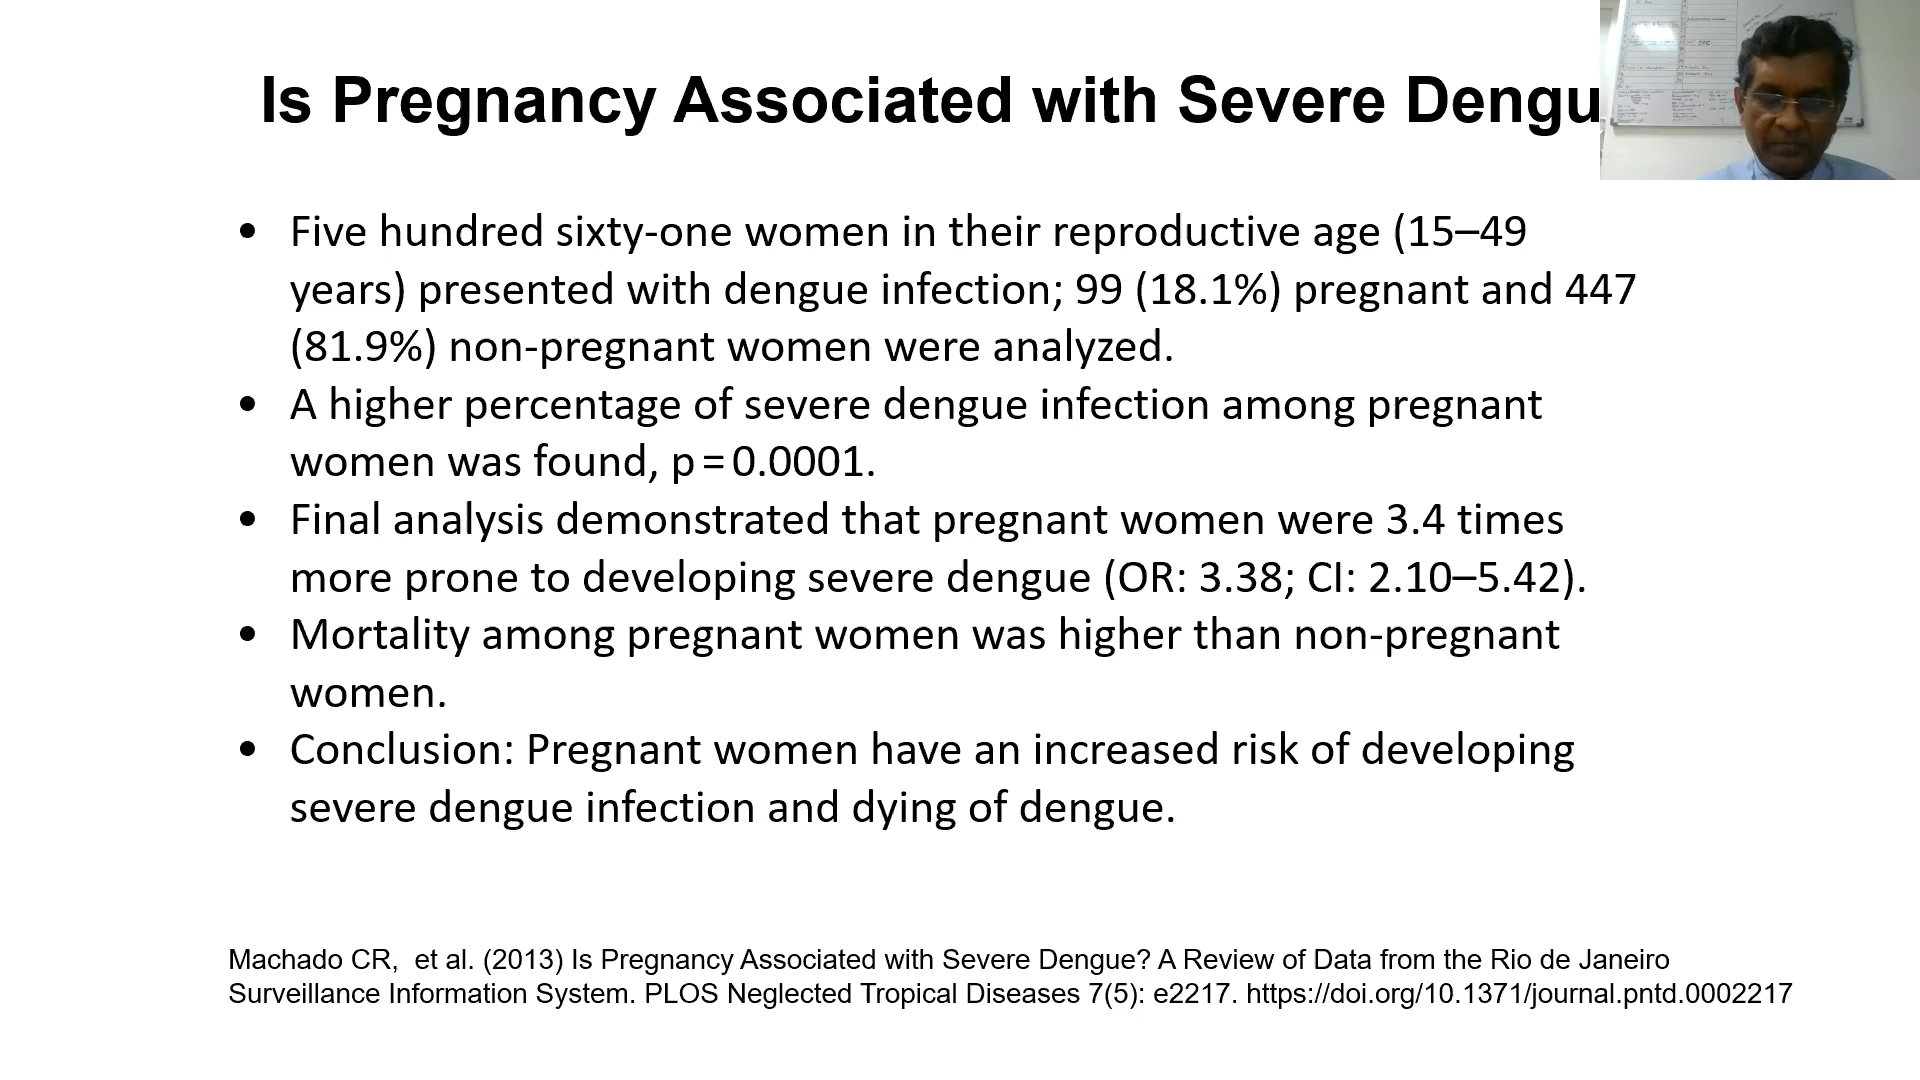 Is Pregnancy Associated with Severe Dengu
• Five hundred sixty-one women in their reproductive age (15–49
years) presented with dengue infection; 99 (18.1%) pregnant and 447
(81.9%) non-pregnant women were analyzed.
• A higher percentage of severe dengue infection among pregnant
women was found, p = 0.0001.
• Final analysis demonstrated that pregnant women were 3.4 times
more prone to developing severe dengue (OR: 3.38; CI: 2.10–5.42).
• Mortality among pregnant women was higher than non-pregnant
women.
• Conclusion: Pregnant women have an increased risk of developing
severe dengue infection and dying of dengue.
Machado CR, et al. (2013) Is Pregnancy Associated with Severe Dengue? A Review of Data from the Rio de Janeiro
Surveillance Information System. PLOS Neglected Tropical Diseases 7(5): e2217. https://doi.org/10.1371/journal.pntd.0002217